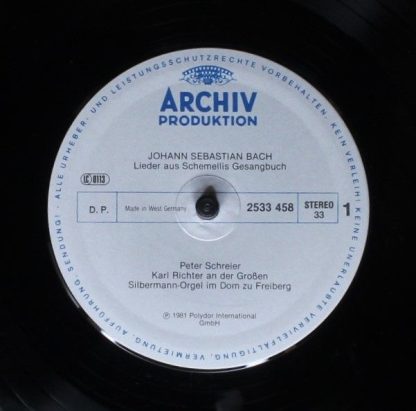 ALLE URHEBER- UND LEISTUNGSSCHUTZRECHTE VORBEHALTEN · KEIN VERLEIH! KEINE UNERLAUBTE VERVIELFÄLTIGUNG, VERMIETUNG, AUFFÜHRUNG, SENDUNG! ·
ARCHIV
PRODUKTION
JOHANN SEBASTIAN BACH
Lieder aus Schemellis Gesangbuch
LC 0113
D. P. Made in West Germany 2533 458 STEREO 33 1
Peter Schreier
Karl Richter an der Großen
Silbermann-Orgel im Dom zu Freiberg
Ⓟ 1981 Polydor International
GmbH